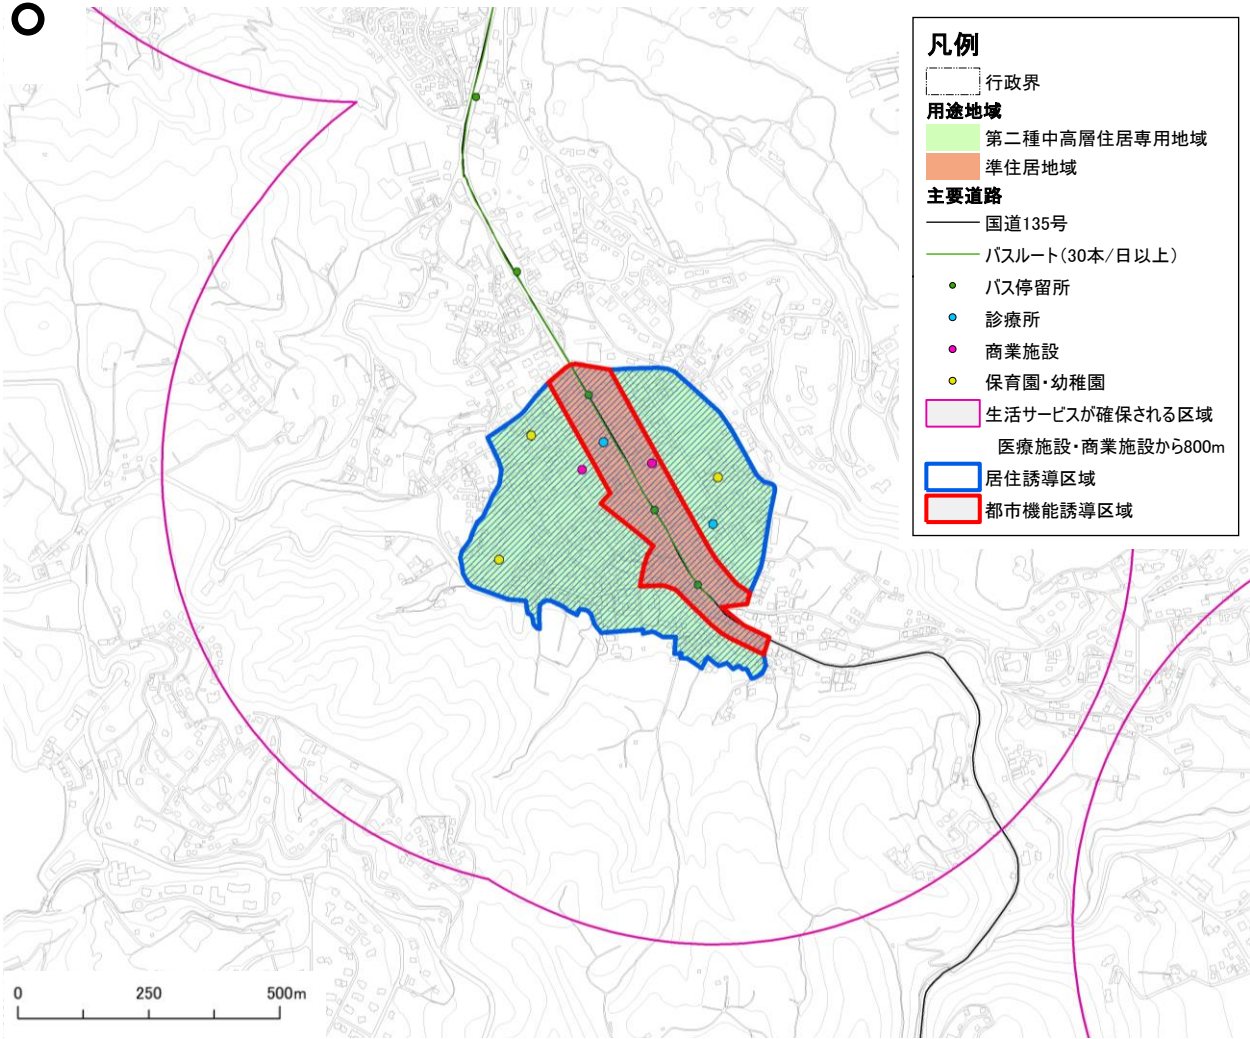 凡例
行政界
用途地域
第二種中高層住居専用地域
準住居地域
主要道路
国道135号
バスルート(30本/日以上)
バス停留所
診療所
商業施設
保育園・幼稚園
生活サービスが確保される区域
医療施設・商業施設から800m
居住誘導区域
都市機能誘導区域
0 250 500m